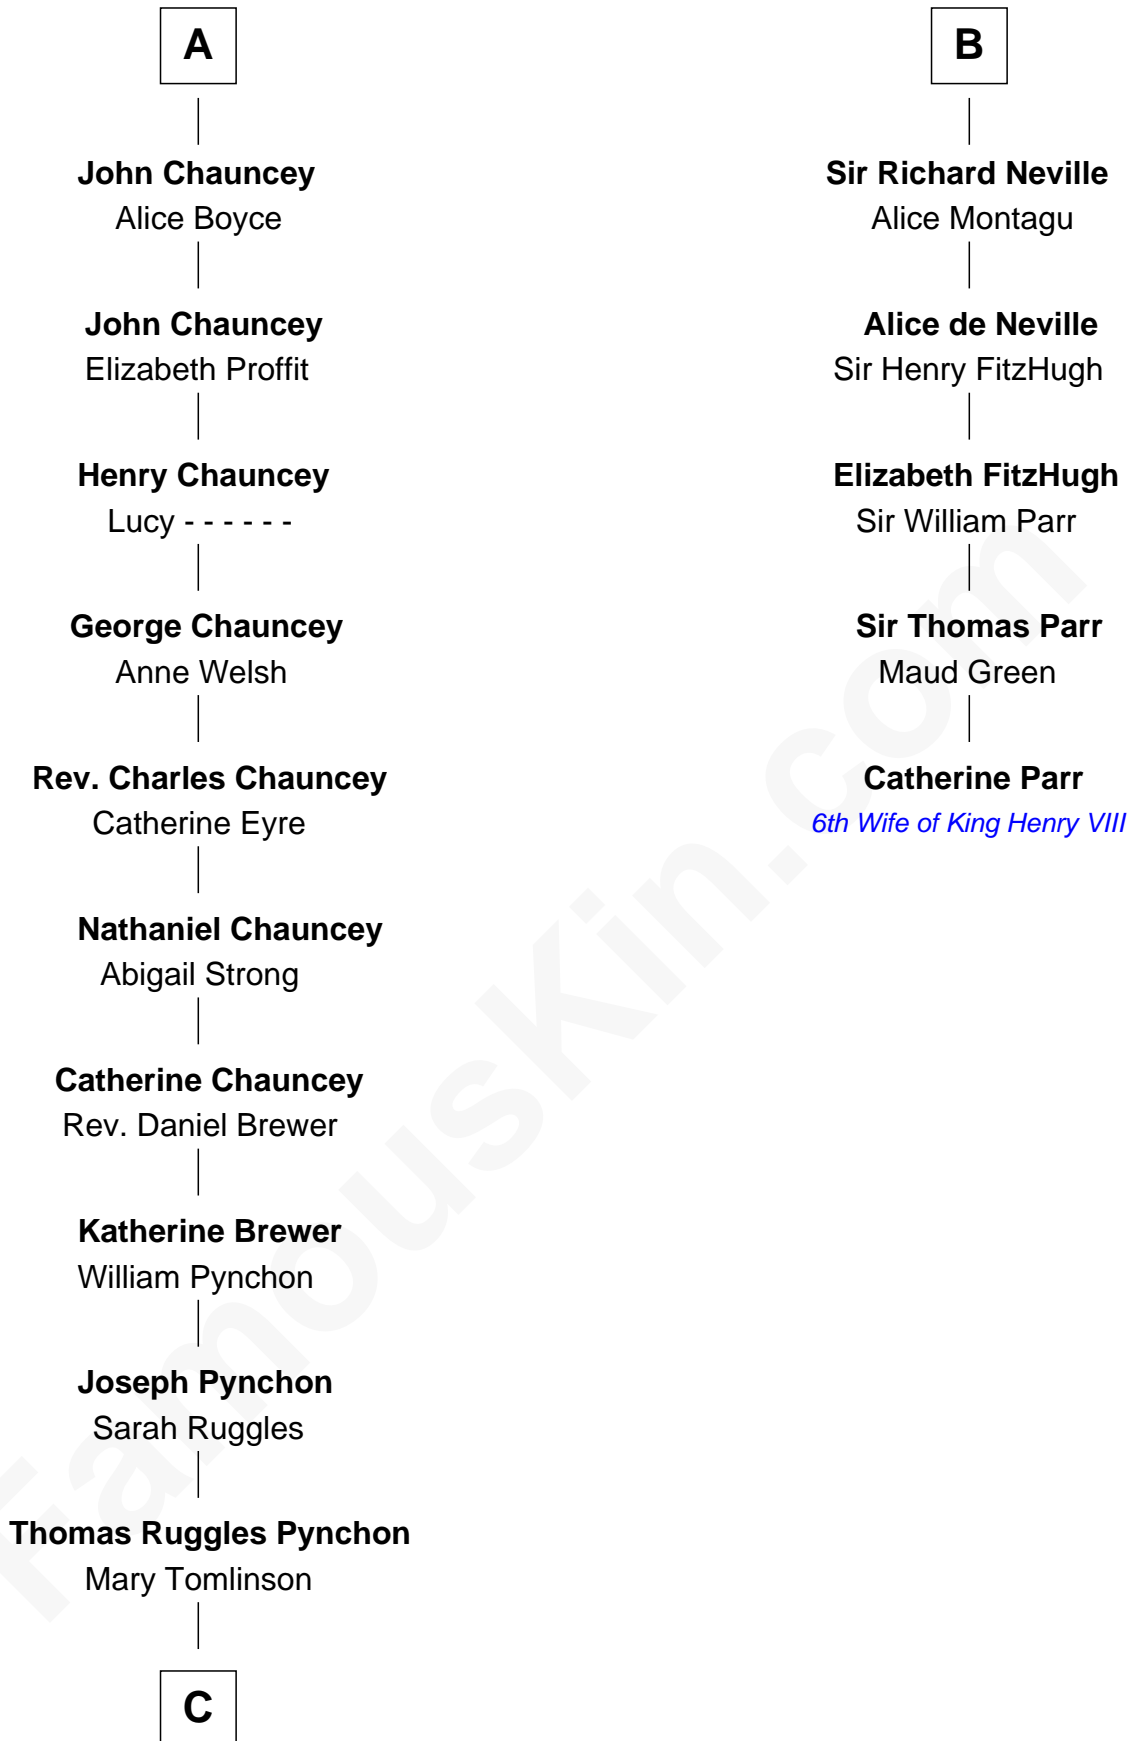 A
John Chauncey
Alice Boyce
John Chauncey
Elizabeth Proffit
Henry Chauncey
Lucy - - - - - -
George Chauncey
Anne Welsh
Rev. Charles Chauncey
Catherine Eyre
Nathaniel Chauncey
Abigail Strong
Catherine Chauncey
Rev. Daniel Brewer
Katherine Brewer
William Pynchon
Joseph Pynchon
Sarah Ruggles
Thomas Ruggles Pynchon
Mary Tomlinson
C
B
Sir Richard Neville
Alice Montagu
Alice de Neville
Sir Henry FitzHugh
Elizabeth FitzHugh
Sir William Parr
Sir Thomas Parr
Maud Green
Catherine Parr
6th Wife of King Henry VIII
FamousKin.com